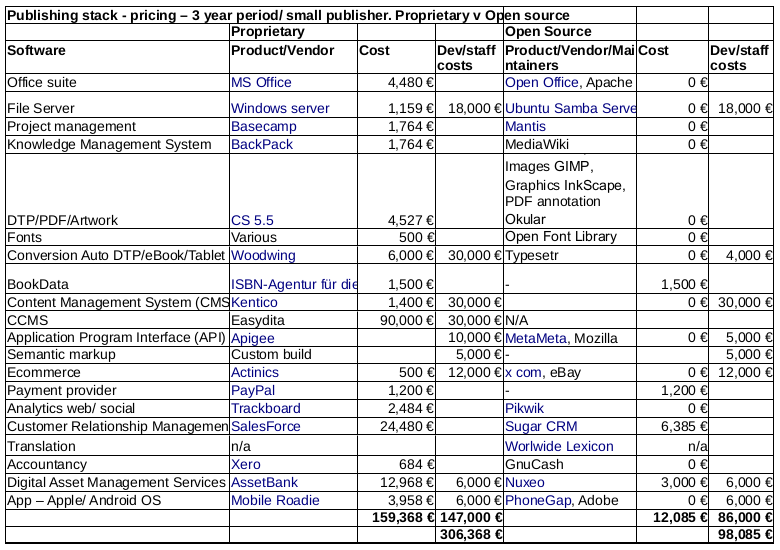 Publishing stack - pricing – 3 year period/ small publisher. Proprietary v Open source
Proprietary Open Source
Software Product/Vendor Cost Dev/staff costs Product/Vendor/Maintainers Cost Dev/staff costs
Office suite MS Office 4,480 € Open Office, Apache 0 €
File Server Windows server 1,159 € 18,000 € Ubuntu Samba Serve 0 € 18,000 €
Project management Basecamp 1,764 € Mantis 0 €
Knowledge Management System BackPack 1,764 € MediaWiki 0 €
Images GIMP,
Graphics InkScape,
PDF annotation
DTP/PDF/Artwork CS 5.5 4,527 € Okular 0 €
Fonts Various 500 € Open Font Library 0 €
Conversion Auto DTP/eBook/Tablet Woodwing 6,000 € 30,000 € Typesetr 0 € 4,000 €
BookData ISBN-Agentur für die 1,500 € - 1,500 €
Content Management System (CMS Kentico 1,400 € 30,000 € 0 € 30,000 €
CCMS Easydita 90,000 € 30,000 € N/A
Application Program Interface (API) Apigee 10,000 € MetaMeta, Mozilla 0 € 5,000 €
Semantic markup Custom build 5,000 € - 5,000 €
Ecommerce Actinics 500 € 12,000 € x com, eBay 0 € 12,000 €
Payment provider PayPal 1,200 € - 1,200 €
Analytics web/ social Trackboard 2,484 € Pikwik 0 €
Customer Relationship Managemen SalesForce 24,480 € Sugar CRM 6,385 €
Translation n/a Worlwide Lexicon n/a
Accountancy Xero 684 € GnuCash 0 €
Digital Asset Management Services AssetBank 12,968 € 6,000 € Nuxeo 3,000 € 6,000 €
App – Apple/ Android OS Mobile Roadie 3,958 € 6,000 € PhoneGap, Adobe 0 € 6,000 €
159,368 € 147,000 € 12,085 € 86,000 €
306,368 € 98,085 €